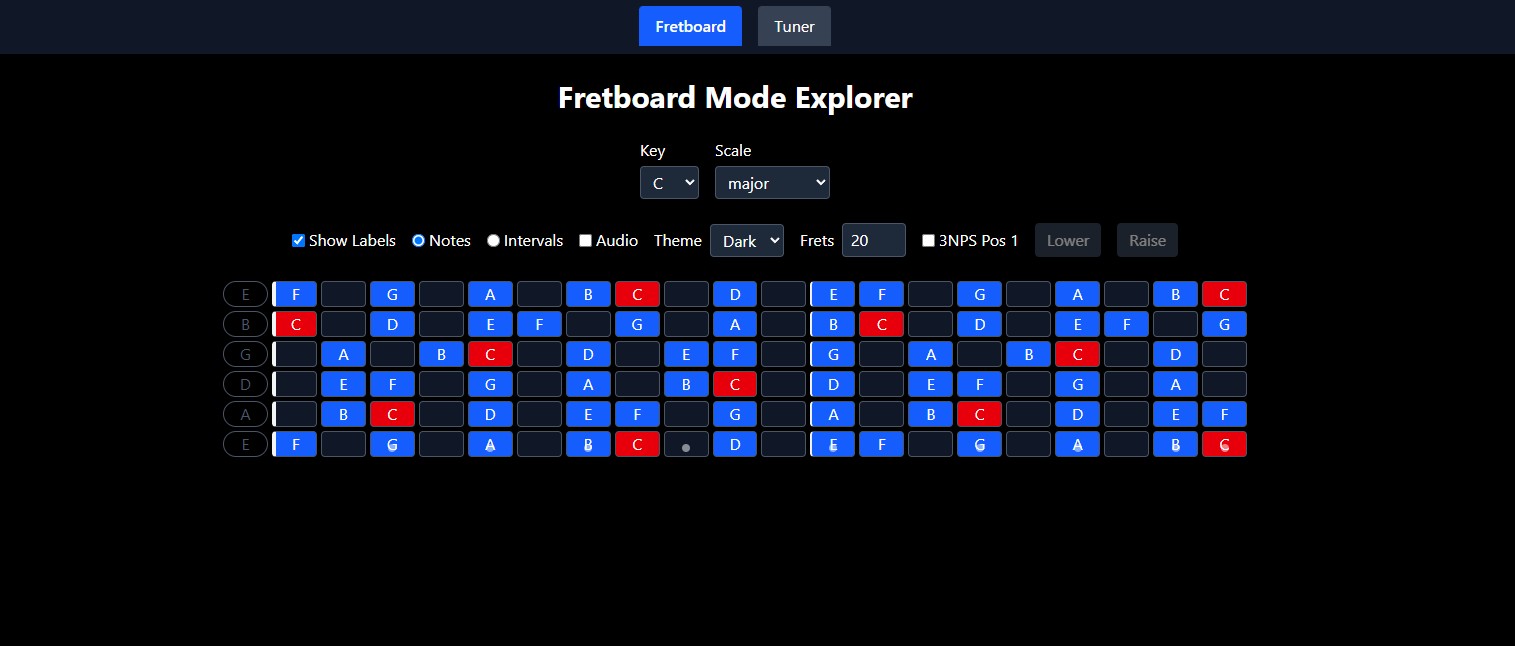 Fretboard Tuner
Fretboard Mode Explorer
Key Scale
C major
Show Labels Notes Intervals Audio Theme Dark Frets 20 3NPS Pos 1 Lower Raise
E F G A B C D E F G A B C
B C D E F G A B C D E F G
G A B C D E F G A B C D
D E F G A B C D E F G A
A B C D E F G A B C D E F
E F G A B C D E F G A B C